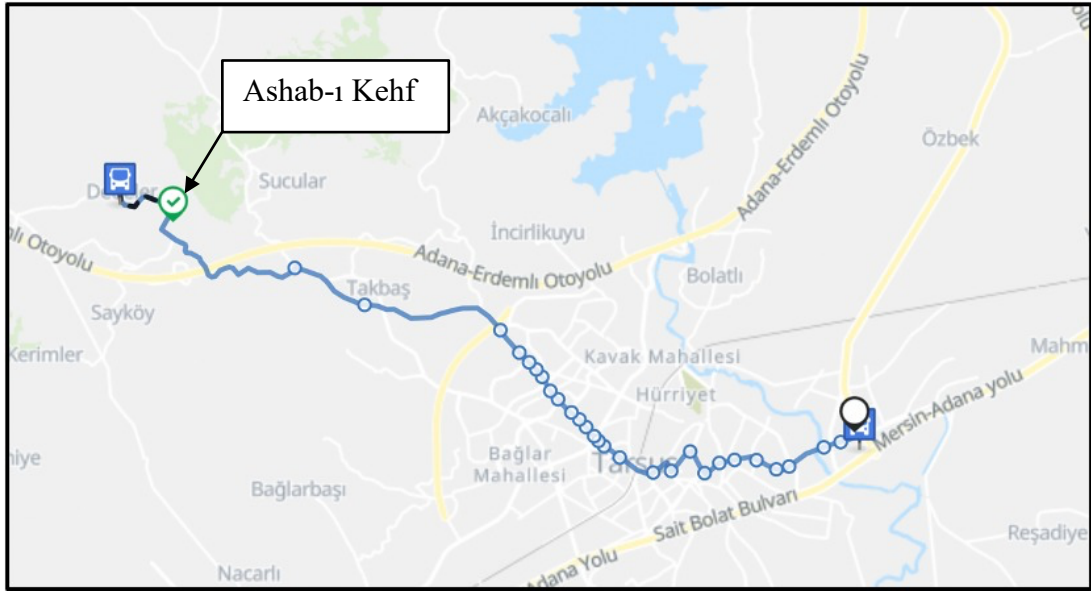 Ashab-ı Kehf
Akçakocalı
Özbek
Adana-Erdemli Otoyolu
Sucular
İncirlikuyu
Otoyolu
Adana-Erdemli Otoyolu
Bolatlı
Takbaş
Sayköy
Kerimler
Kavak Mahallesi
Mersin-Adana yolu
Hürriyet
Bağlar
Mahallesi
Tarsus
Bağlarbaşı
Sait Bolat Bulvarı
Reşadiye
Nacarlı
Adana Yolu